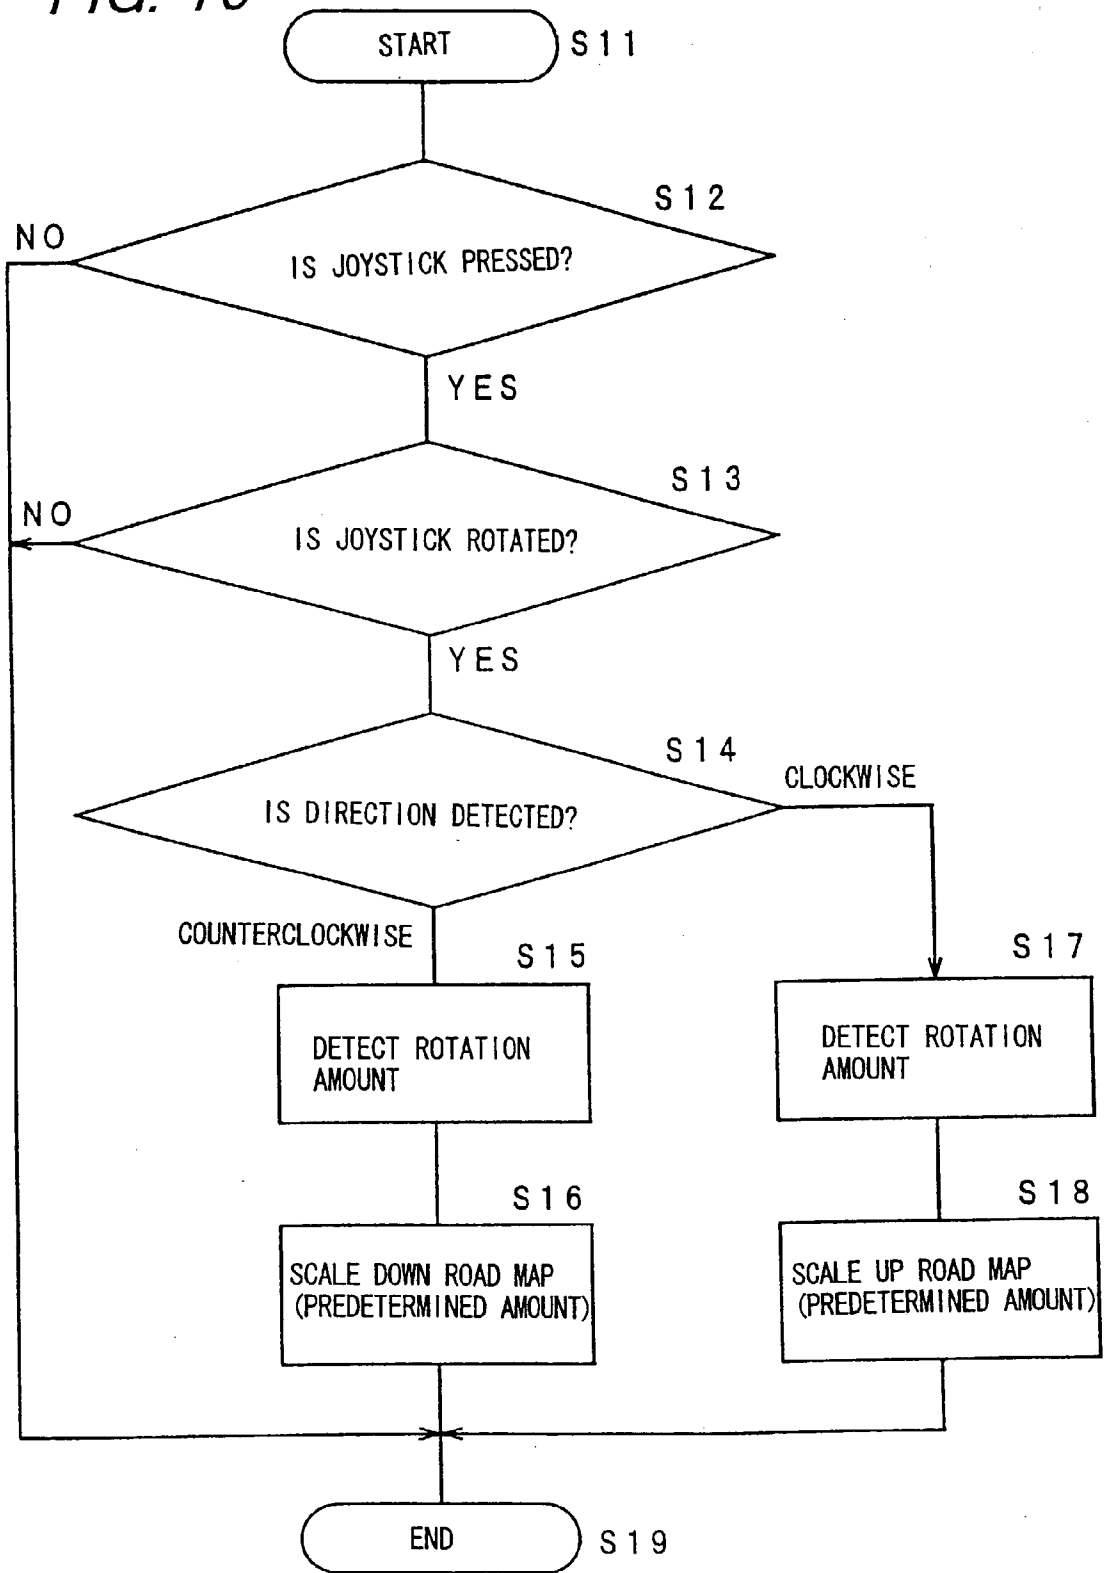 FIG. 10
START
S11
S12
NO
IS JOYSTICK PRESSED?
YES
S13
NO
IS JOYSTICK ROTATED?
YES
S14
CLOCKWISE
IS DIRECTION DETECTED?
COUNTERCLOCKWISE
S15
S17
DETECT ROTATION
AMOUNT
DETECT ROTATION
AMOUNT
S16
S18
SCALE DOWN ROAD MAP
(PREDETERMINED AMOUNT)
SCALE UP ROAD MAP
(PREDETERMINED AMOUNT)
END
S19